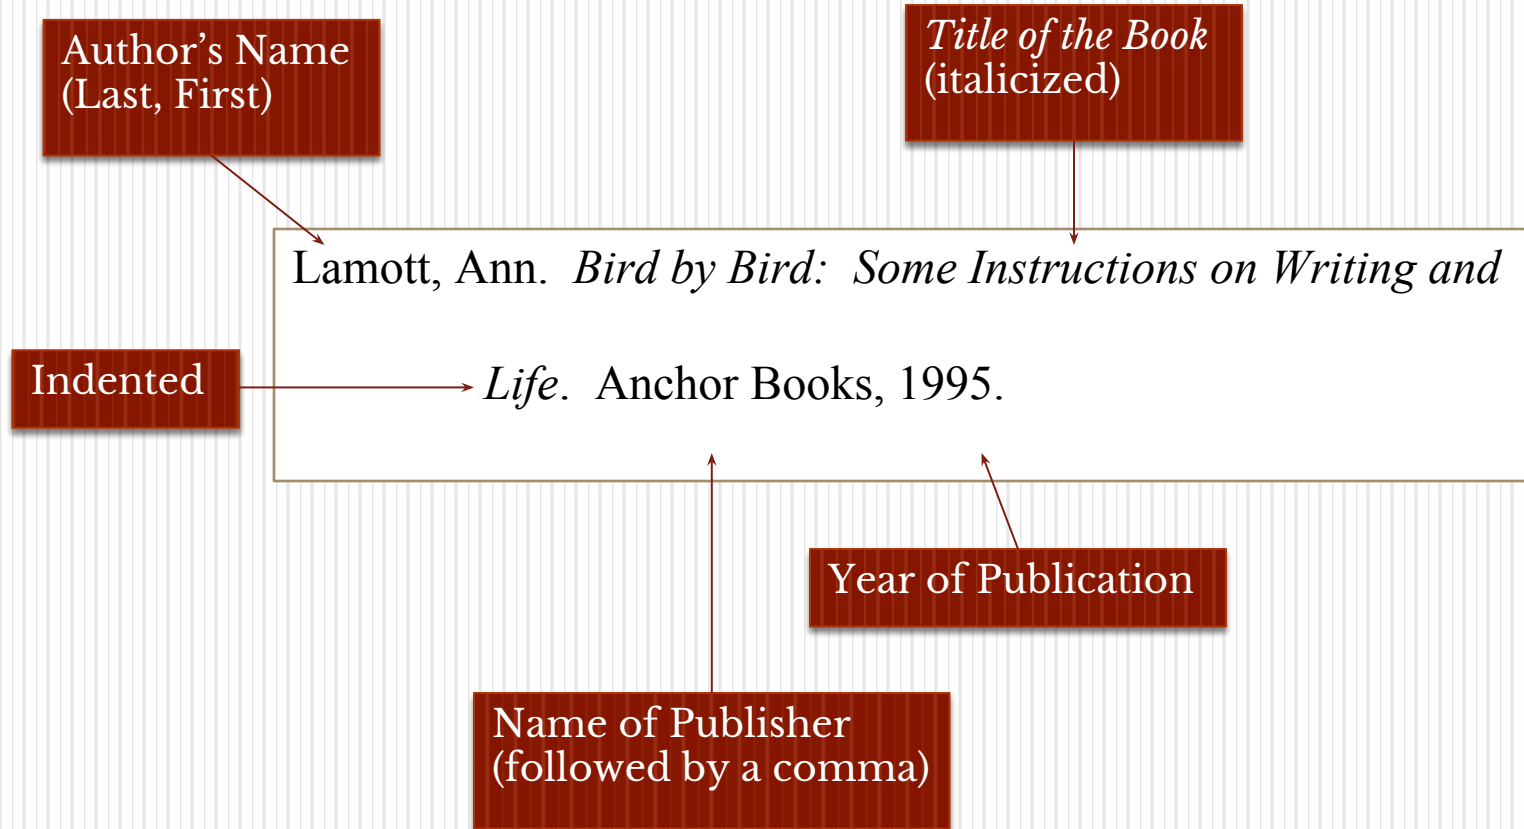 Author’s Name
(Last, First)
Title of the Book
(italicized)
Lamott, Ann.  Bird by Bird:  Some Instructions on Writing and
Indented
Life.  Anchor Books, 1995.
Year of Publication
Name of Publisher
(followed by a comma)